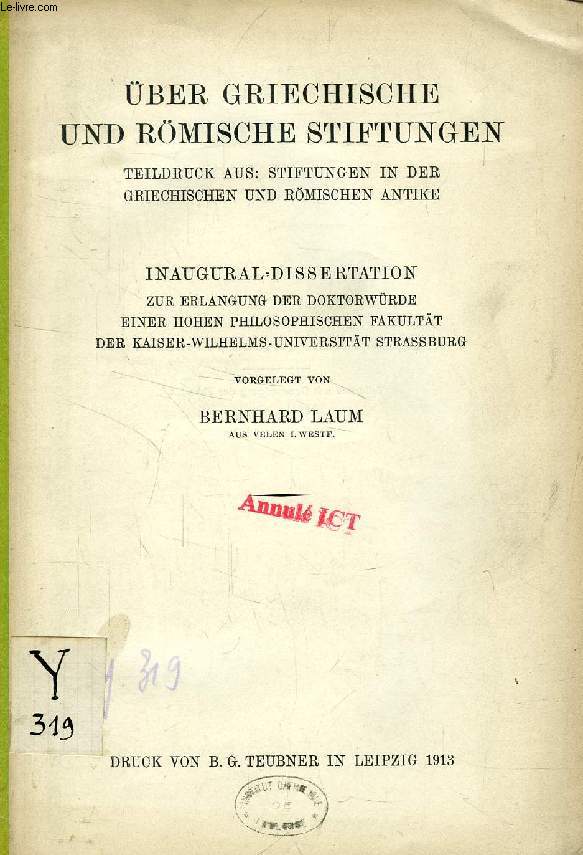 Le-livre.com
ÜBER GRIECHISCHE
UND RÖMISCHE STIFTUNGEN
TEILDRUCK AUS: STIFTUNGEN IN DER
GRIECHISCHEN UND RÖMISCHEN ANTIKE
INAUGURAL-DISSERTATION
ZUR ERLANGUNG DER DOKTORWÜRDE
EINER HOHEN PHILOSOPHISCHEN FAKULTÄT
DER KAISER-WILHELMS-UNIVERSITÄT STRASSBURG
VORGELEGT VON
BERNHARD LAUM
AUS VELEN I. WESTF.
Annulé ICT
Y
319
y 319
DRUCK VON B. G. TEUBNER IN LEIPZIG 1913